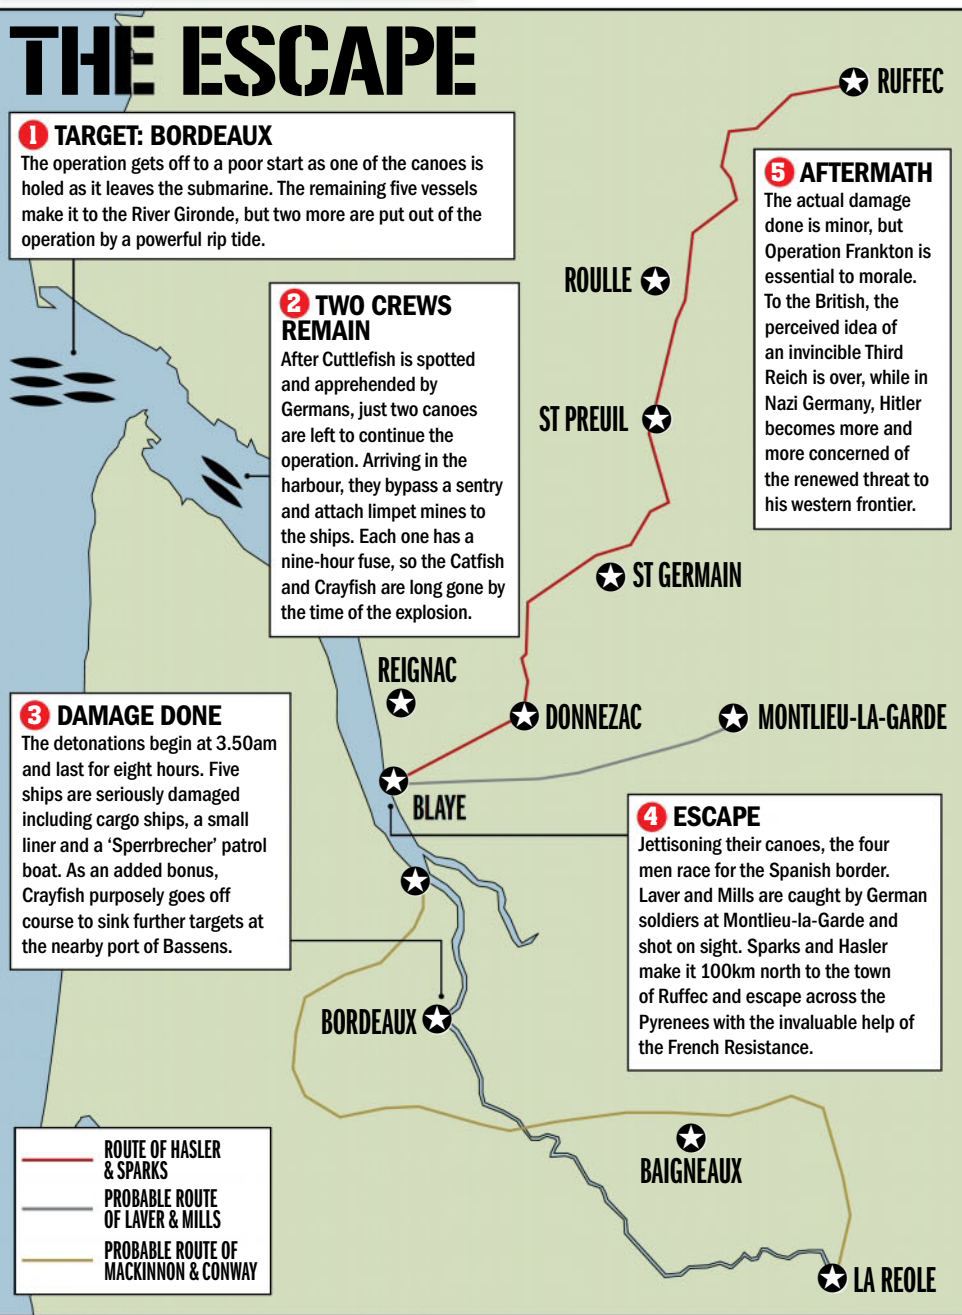 THE ESCAPE
1 TARGET: BORDEAUX
The operation gets off to a poor start as one of the canoes is
holed as it leaves the submarine. The remaining five vessels
make it to the River Gironde, but two more are put out of the
operation by a powerful rip tide.
2 TWO CREWS
REMAIN
After Cuttlefish is spotted
and apprehended by
Germans, just two canoes
are left to continue the
operation. Arriving in the
harbour, they bypass a sentry
and attach limpet mines to
the ships. Each one has a
nine-hour fuse, so the Catfish
and Crayfish are long gone by
the time of the explosion.
RUFFEC
5 AFTERMATH
The actual damage
done is minor, but
Operation Frankton is
essential to morale.
To the British, the
perceived idea of
an invincible Third
Reich is over, while in
Nazi Germany, Hitler
becomes more and
more concerned of
the renewed threat to
his western frontier.
ROULLE
ST PREUIL
ST GERMAIN
REIGNAC
DONNEZAC
MONTLIEU-LA-GARDE
BLAYE
3 DAMAGE DONE
The detonations begin at 3.50am
and last for eight hours. Five
ships are seriously damaged
including cargo ships, a small
liner and a ‘Sperrbrecher’ patrol
boat. As an added bonus,
Crayfish purposely goes off
course to sink further targets at
the nearby port of Bassens.
4 ESCAPE
Jettisoning their canoes, the four
men race for the Spanish border.
Laver and Mills are caught by German
soldiers at Montlieu-la-Garde and
shot on sight. Sparks and Hasler
make it 100km north to the town
of Ruffec and escape across the
Pyrenees with the invaluable help of
the French Resistance.
BORDEAUX
BAIGNEAUX
LA REOLE
ROUTE OF HASLER
& SPARKS
PROBABLE ROUTE
OF LAVER & MILLS
PROBABLE ROUTE OF
MACKINNON & CONWAY